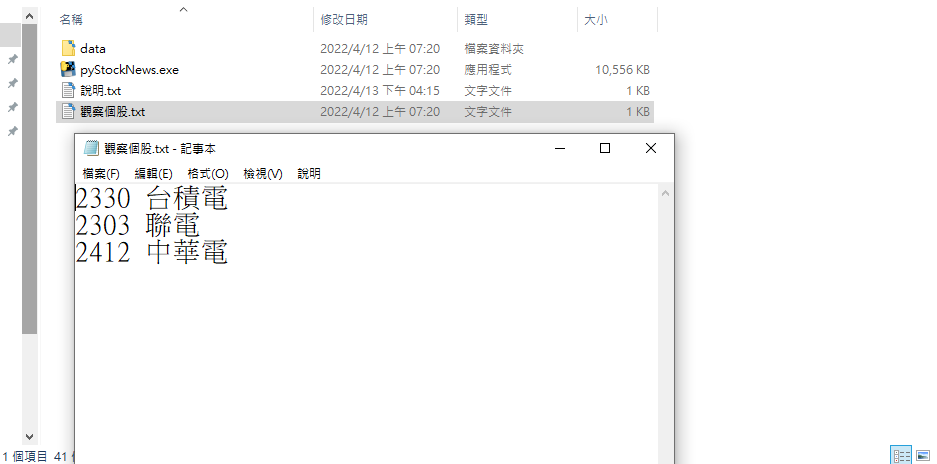 名稱 修改日期 類型 大小
data 2022/4/12 上午 07:20 檔案資料夾
pyStockNews.exe 2022/4/12 上午 07:20 應用程式 10,556 KB
說明.txt 2022/4/13 下午 04:15 文字文件 1 KB
觀察個股.txt 2022/4/12 上午 07:20 文字文件 1 KB
觀察個股.txt - 記事本
檔案(F) 編輯(E) 格式(O) 檢視(V) 說明
2330 台積電
2303 聯電
2412 中華電
1 個項目 41